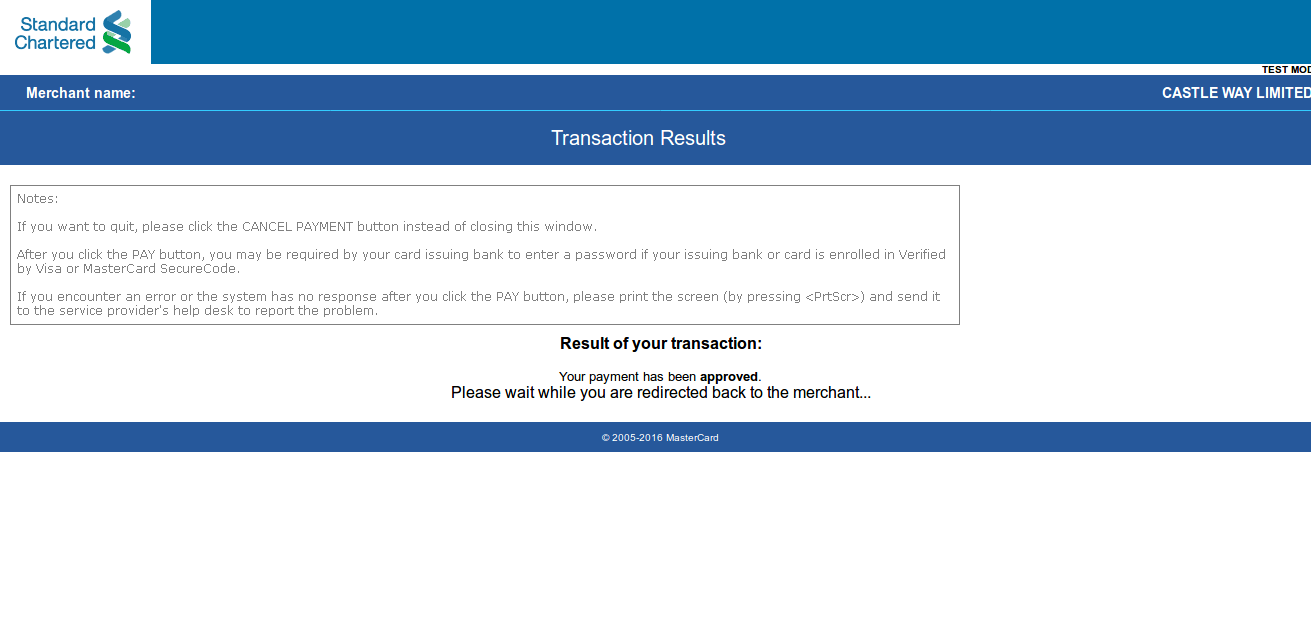 Standard
Chartered
TEST MOD
Merchant name:
CASTLE WAY LIMITED
Transaction Results
Notes:
If you want to quit, please click the CANCEL PAYMENT button instead of closing this window.
After you click the PAY button, you may be required by your card issuing bank to enter a password if your issuing bank or card is enrolled in Verified
by Visa or MasterCard SecureCode.
If you encounter an error or the system has no response after you click the PAY button, please print the screen (by pressing <PrtScr>) and send it
to the service provider's help desk to report the problem.
Result of your transaction:
Your payment has been approved.
Please wait while you are redirected back to the merchant...
© 2005-2016 MasterCard